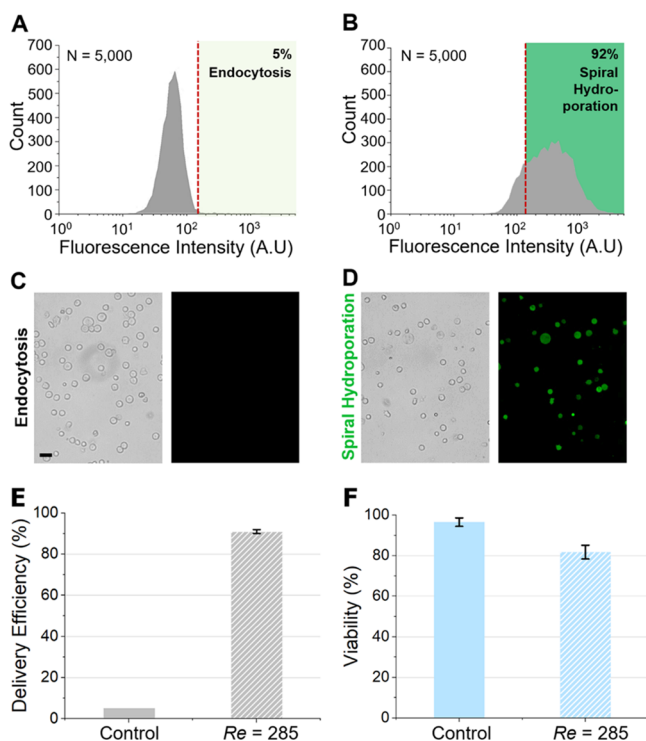 A
N = 5,000
5%
Endocytosis
700
600
500
400
300
200
100
0
Count
10⁰ 10¹ 10² 10³
Fluorescence Intensity (A.U)
B
N = 5,000
92%
Spiral
Hydro-
poration
700
600
500
400
300
200
100
0
Count
10⁰ 10¹ 10² 10³
Fluorescence Intensity (A.U)
C
Endocytosis
D
Spiral Hydroporation
E
100
80
60
40
20
0
Delivery Efficiency (%)
Control Re = 285
F
100
80
60
40
20
0
Viability (%)
Control Re = 285